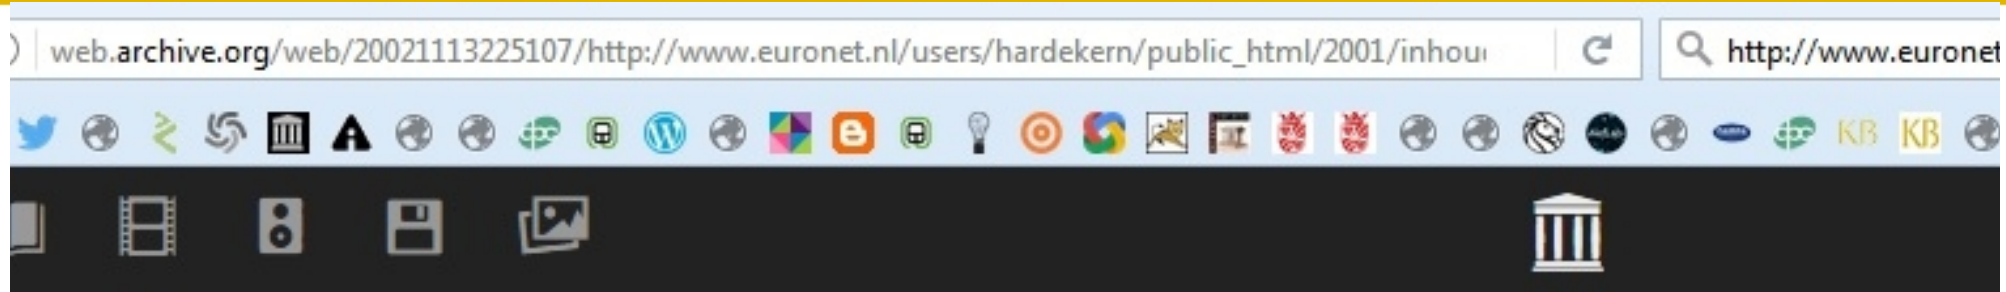 web.archive.org/web/20021113225107/http://www.euronet.nl/users/hardekern/public_html/2001/inhou
http://www.euronet
KB KB